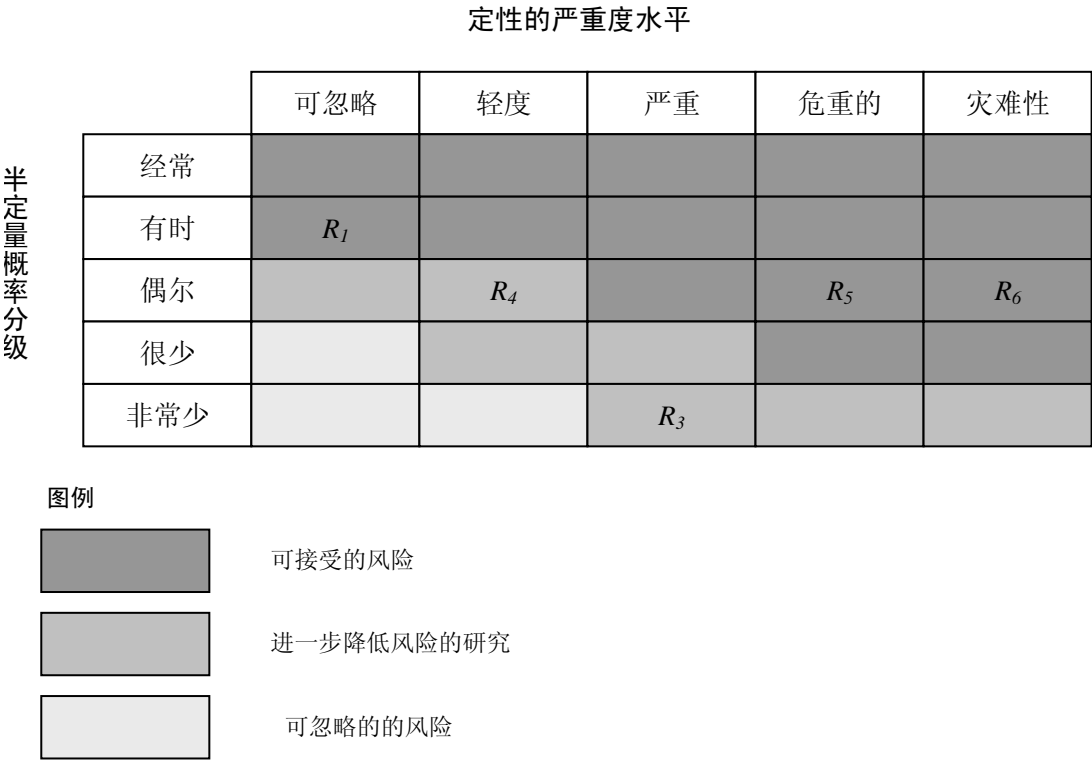 定性的严重度水平
可忽略 轻度 严重 危重的 灾难性
半定量概率分级
经常
有时 R1
偶尔 R4 R5 R6
很少
非常少 R3
图例
可接受的风险
进一步降低风险的研究
可忽略的的风险